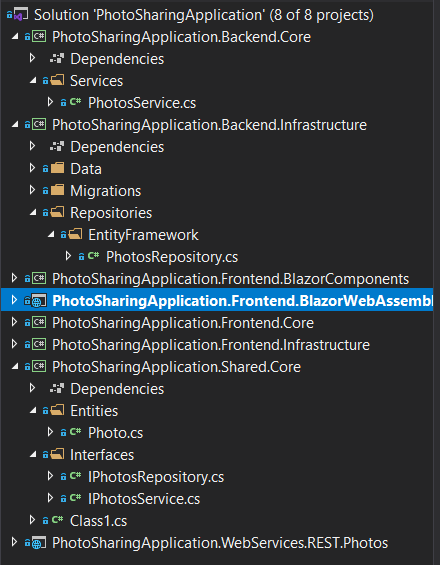 Solution 'PhotoSharingApplication' (8 of 8 projects)
C# PhotoSharingApplication.Backend.Core
Dependencies
Services
C# PhotosService.cs
C# PhotoSharingApplication.Backend.Infrastructure
Dependencies
Data
Migrations
Repositories
EntityFramework
C# PhotosRepository.cs
C# PhotoSharingApplication.Frontend.BlazorComponents
PhotoSharingApplication.Frontend.BlazorWebAssembl
C# PhotoSharingApplication.Frontend.Core
C# PhotoSharingApplication.Frontend.Infrastructure
C# PhotoSharingApplication.Shared.Core
Dependencies
Entities
C# Photo.cs
Interfaces
C# IPhotosRepository.cs
C# IPhotosService.cs
C# Class1.cs
PhotoSharingApplication.WebServices.REST.Photos